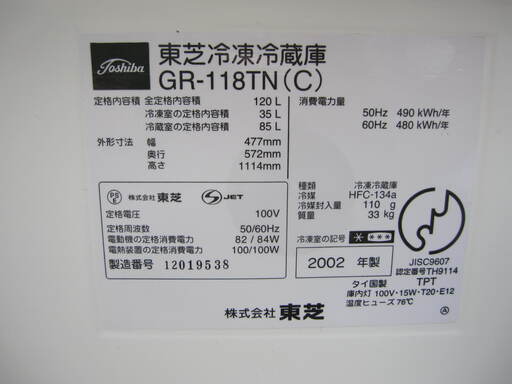 Toshiba
東芝冷凍冷蔵庫
GR-118TN(C)
定格内容積 全定格内容積 120 L
冷凍室の定格内容積 35 L
冷蔵室の定格内容積 85 L
外形寸法 幅 477mm
奥行 572mm
高さ 1114mm
消費電力量
50Hz 490 kWh/年
60Hz 480 kWh/年
PS E 株式会社 東芝 S JET
定格電圧 100V
定格周波数 50/60Hz
電動機の定格消費電力 82 / 84W
電熱装置の定格消費電力 100/100W
製造番号 12019538
種類 冷凍冷蔵庫
冷媒 HFC-134a
冷媒封入量 110 g
質量 33 kg
冷凍室の記号 ****
2002 年製
JISC9607
認定番号TH9114
TPT
タイ国製
庫内灯 100V・15W・T20・E12
温度ヒューズ 76℃
株式会社 東芝
A